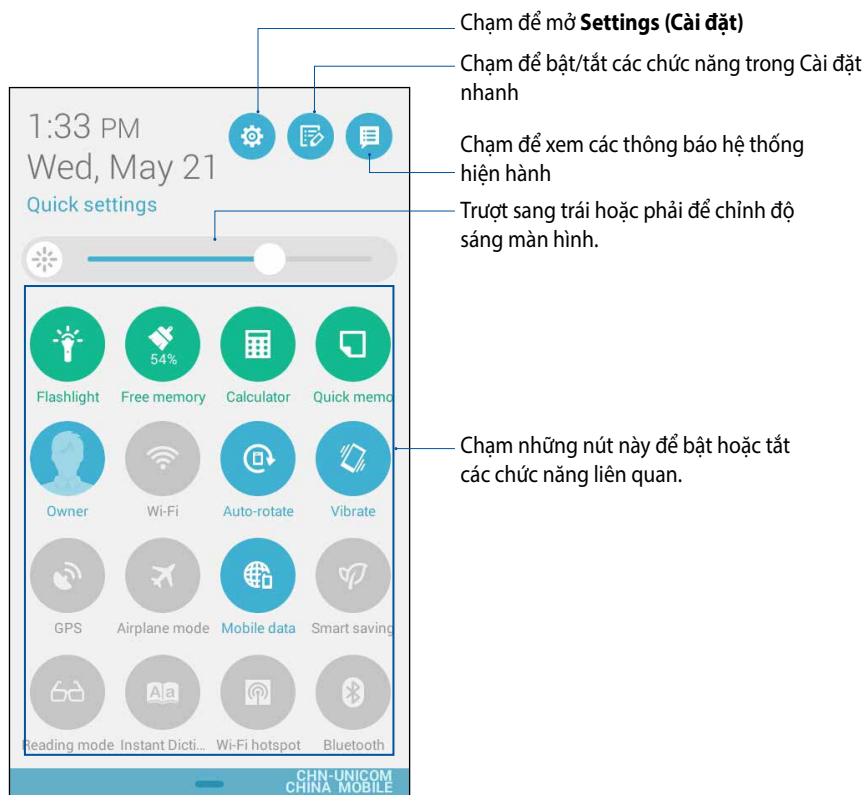 Chạm để mở Settings (Cài đặt)
Chạm để bật/tắt các chức năng trong Cài đặt
nhanh
Chạm để xem các thông báo hệ thống
hiện hành
Trượt sang trái hoặc phải để chỉnh độ
sáng màn hình.
1:33 PM
Wed, May 21
Quick settings
54%
Flashlight Free memory Calculator Quick memo
Chạm những nút này để bật hoặc tắt
các chức năng liên quan.
Owner Wi-Fi Auto-rotate Vibrate
GPS Airplane mode Mobile data Smart saving
Aa
Reading mode Instant Dicti... Wi-Fi hotspot Bluetooth
CHN-UNICOM
CHINA MOBILE